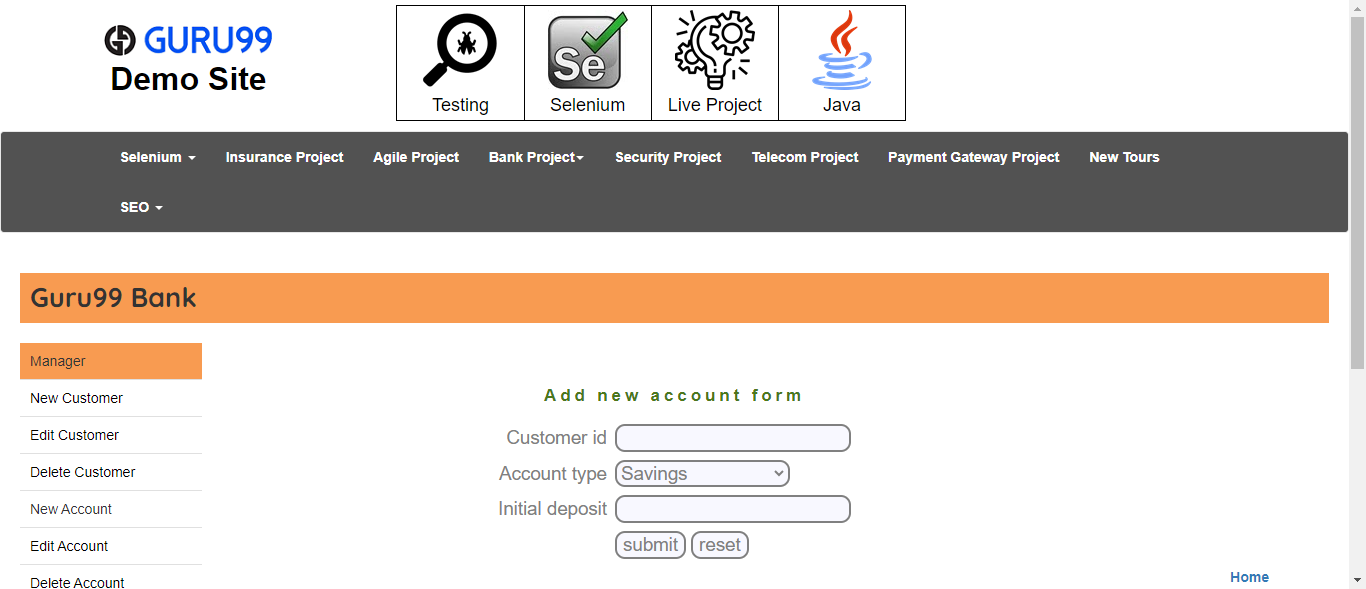 GURU99
Demo Site
Se
Testing Selenium Live Project Java
Selenium Insurance Project Agile Project Bank Project Security Project Telecom Project Payment Gateway Project New Tours
SEO
Guru99 Bank
Manager
New Customer
Edit Customer
Delete Customer
New Account
Edit Account
Delete Account
Add new account form
Customer id
Account type Savings
Initial deposit
submit reset
Home